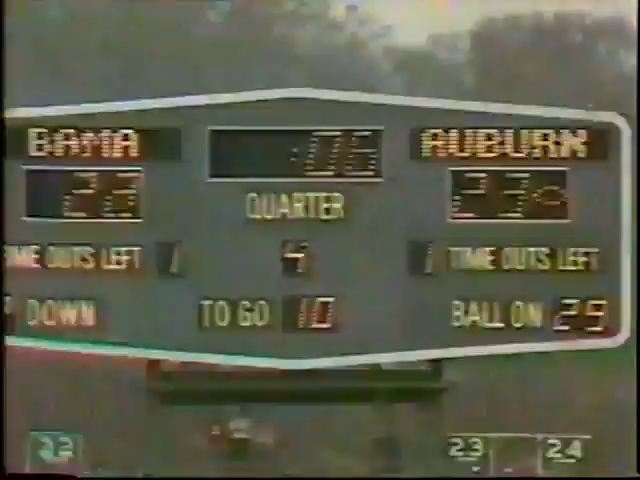 BAMA :06 AUBURN
22 QUARTER 23
TIME OUTS LEFT 1 4 1 TIME OUTS LEFT
DOWN TO GO 10 BALL ON 29
22 23 24